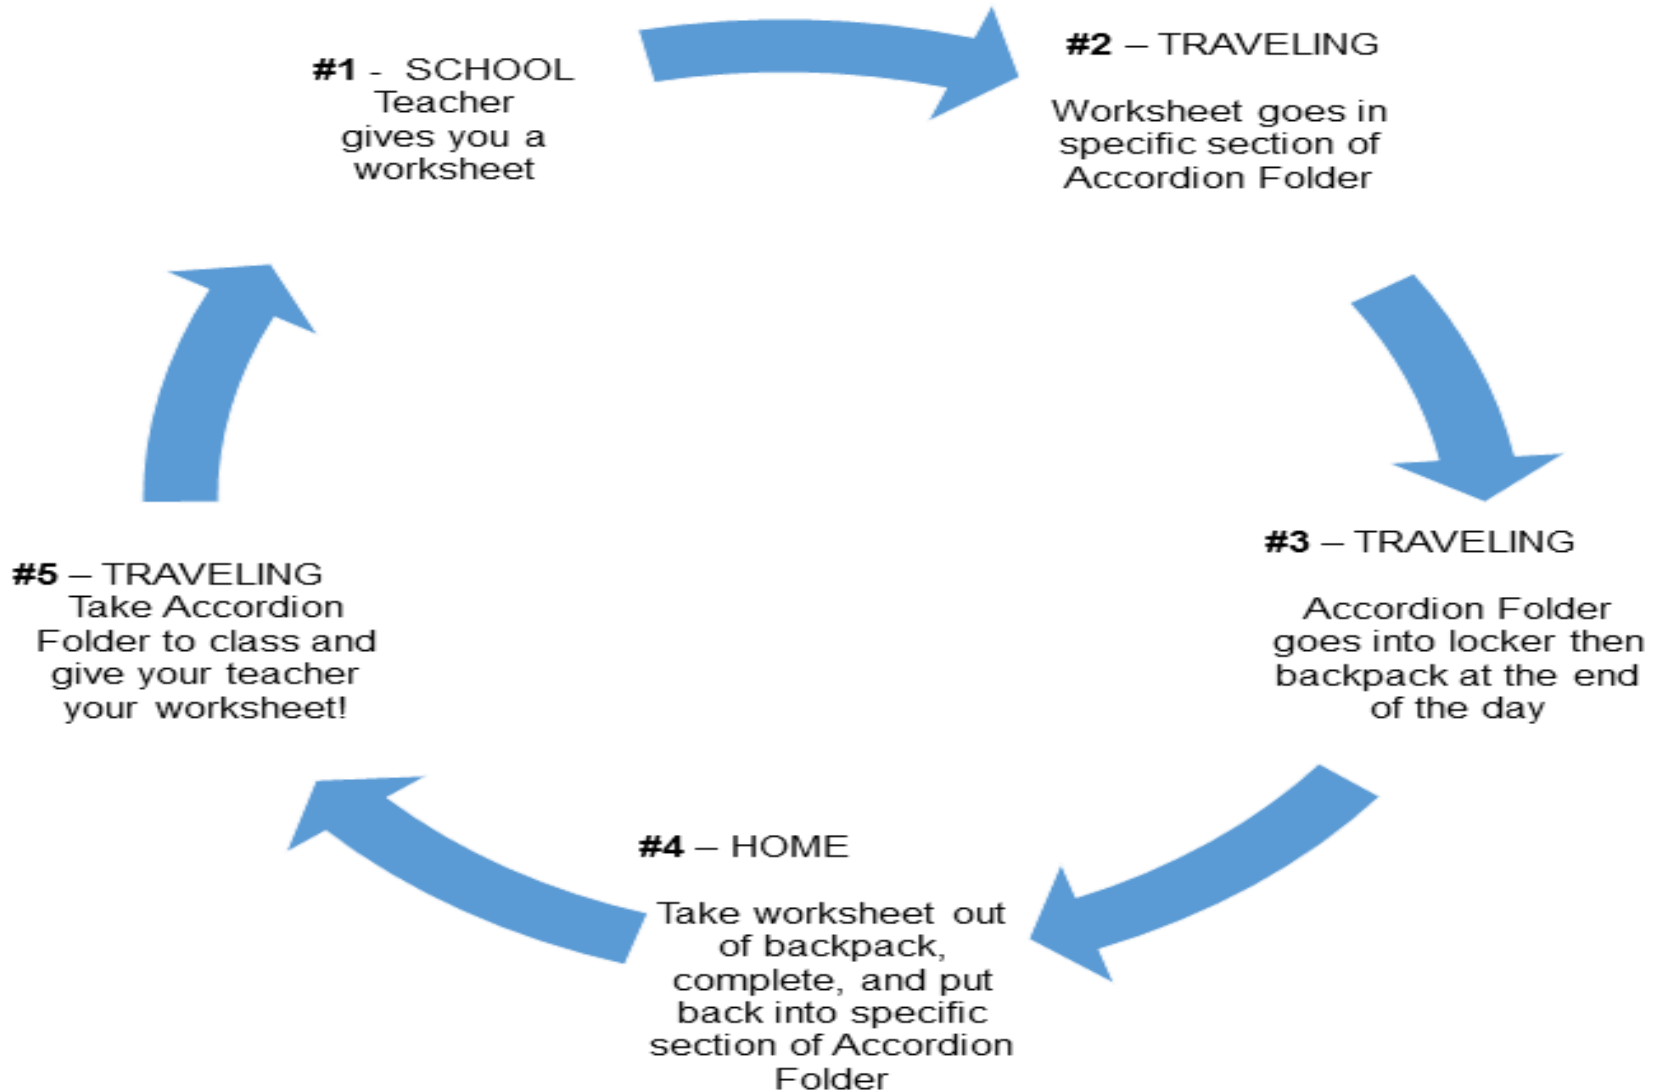 #1 - SCHOOL
Teacher
gives you a
worksheet
#2 – TRAVELING
Worksheet goes in
specific section of
Accordion Folder
#3 – TRAVELING
Accordion Folder
goes into locker then
backpack at the end
of the day
#4 – HOME
Take worksheet out
of backpack,
complete, and put
back into specific
section of Accordion
Folder
#5 – TRAVELING
Take Accordion
Folder to class and
give your teacher
your worksheet!